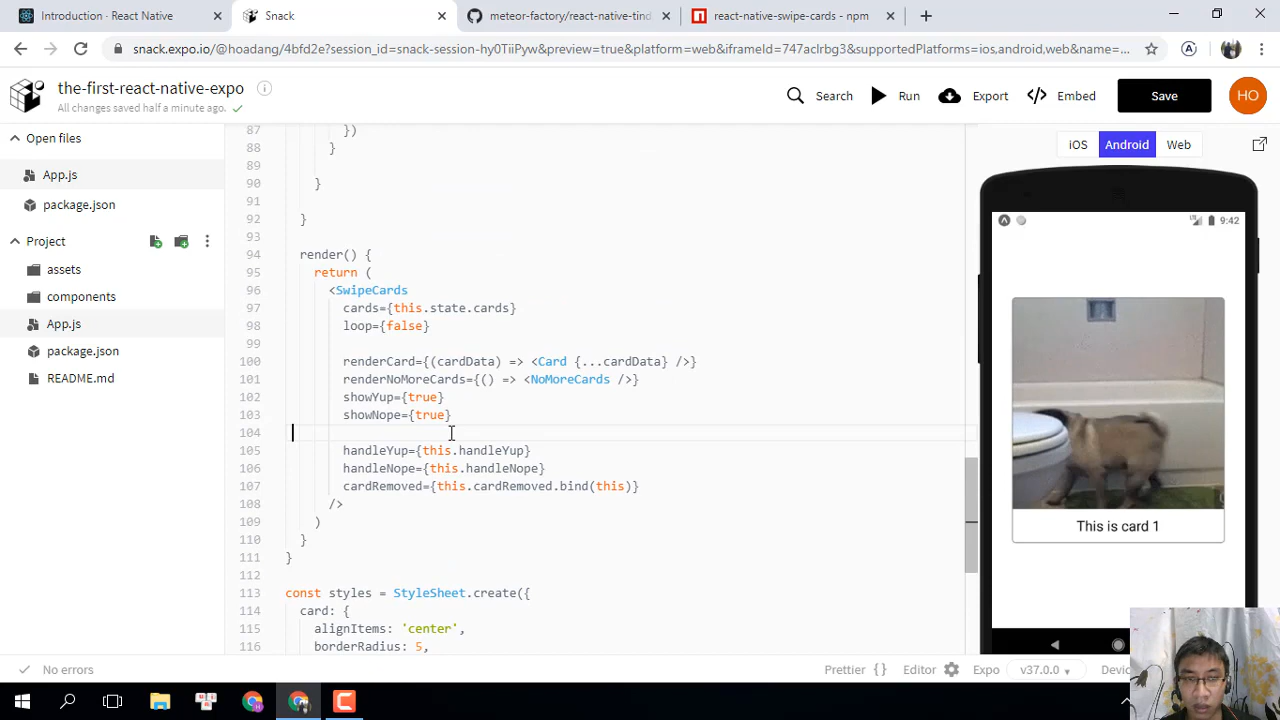 Introduction · React Native
Snack
meteor-factory/react-native-tind
react-native-swipe-cards - npm
snack.expo.io/@hoadang/4bfd2e?session_id=snack-session-hy0TiiPyw&preview=true&platform=web&iframeId=747aclrbg3&supportedPlatforms=ios,android,web&name=...
the-first-react-native-expo
All changes saved half a minute ago.
Search
Run
Export
Embed
Save
HO
Open files
App.js
package.json
Project
assets
components
App.js
package.json
README.md
87 })
88 }
89
90 }
91
92 }
93
94 render() {
95 return (
96 <SwipeCards
97 cards={this.state.cards}
98 loop={false}
99
100 renderCard={(cardData) => <Card {...cardData} />}
101 renderNoMoreCards={() => <NoMoreCards />}
102 showYup={true}
103 showNope={true}
104
105 handleYup={this.handleYup}
106 handleNope={this.handleNope}
107 cardRemoved={this.cardRemoved.bind(this)}
108 />
109 )
110 }
111 }
112
113 const styles = StyleSheet.create({
114 card: {
115 alignItems: 'center',
116 borderRadius: 5,
iOS
Android
Web
9:42
This is card 1
No errors
Prettier {}
Editor
Expo
v37.0.0
Devic